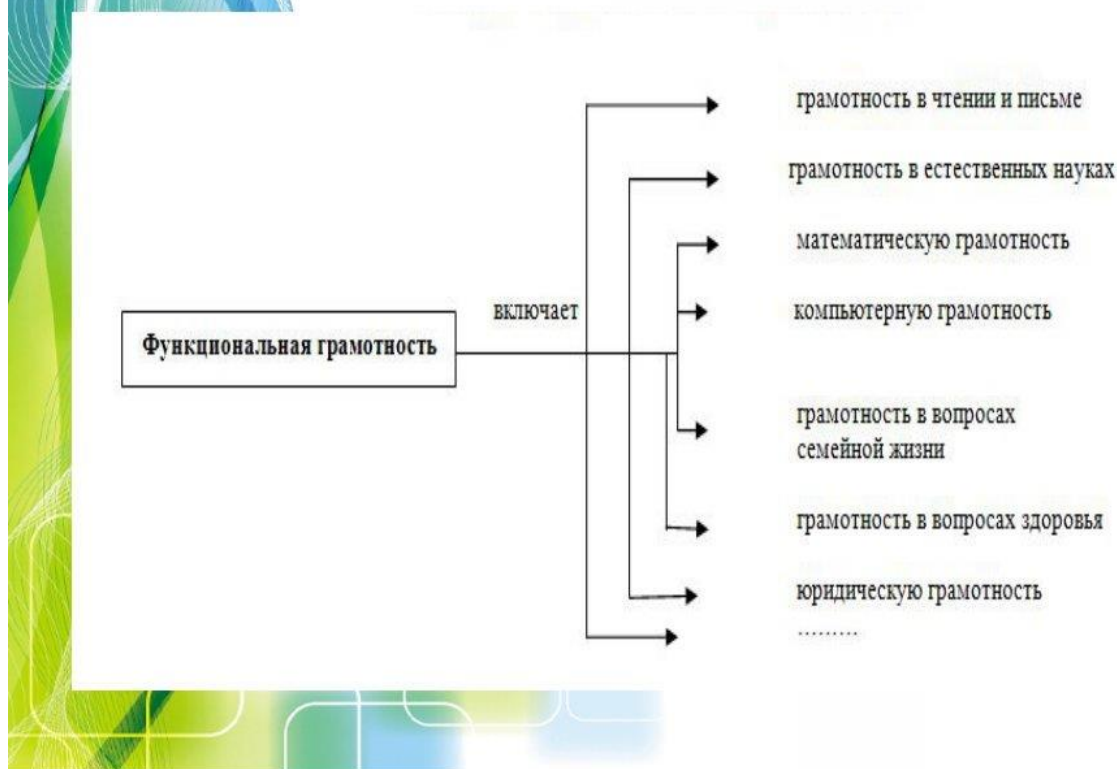 грамотность в чтении и письме
грамотность в естественных науках
математическую грамотность
включает
компьютерную грамотность
Функциональная грамотность
грамотность в вопросах
семейной жизни
грамотность в вопросах здоровья
юридическую грамотность
.........